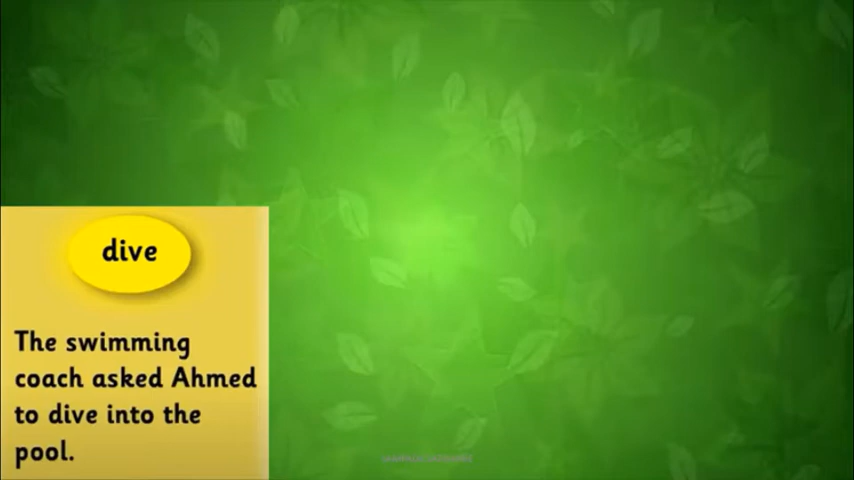 dive
The swimming
coach asked Ahmed
to dive into the
pool.